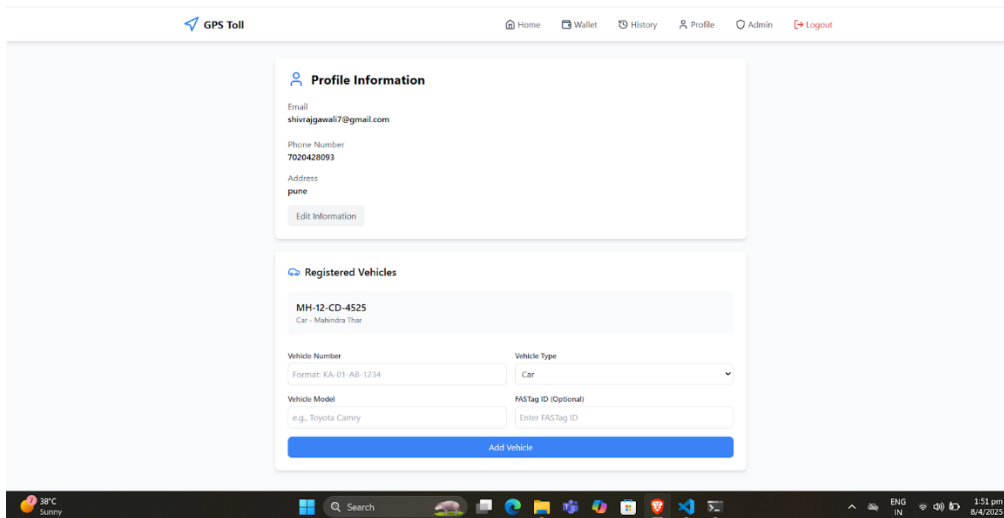 GPS Toll
Home Wallet History Profile Admin Logout
Profile Information
Email
shivrajgawali7@gmail.com
Phone Number
7020428093
Address
pune
Edit Information
Registered Vehicles
MH-12-CD-4525
Car - Mahindra Thar
Vehicle Number Vehicle Type
Format: KA-01-AB-1234 Car
Vehicle Model FASTag ID (Optional)
e.g., Toyota Camry Enter FASTag ID
Add Vehicle
7 38°C Search ENG 1:51 pm
Sunny IN 8/4/2025